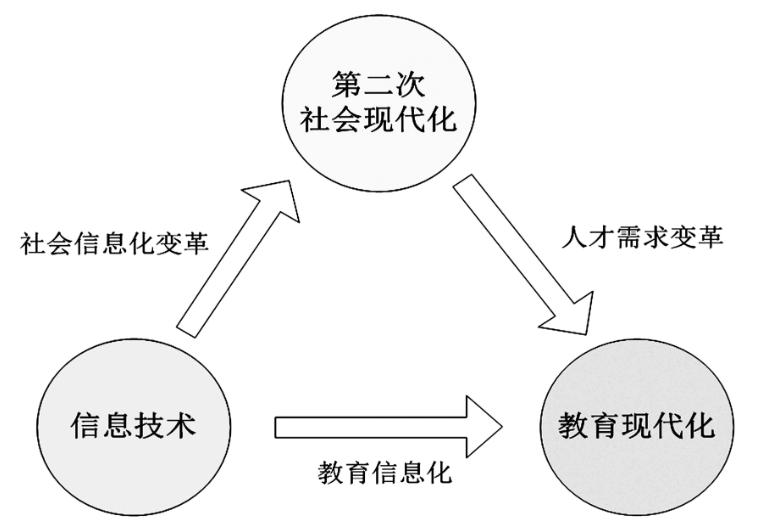 第二次
社会现代化
社会信息化变革
人才需求变革
信息技术
教育现代化
教育信息化